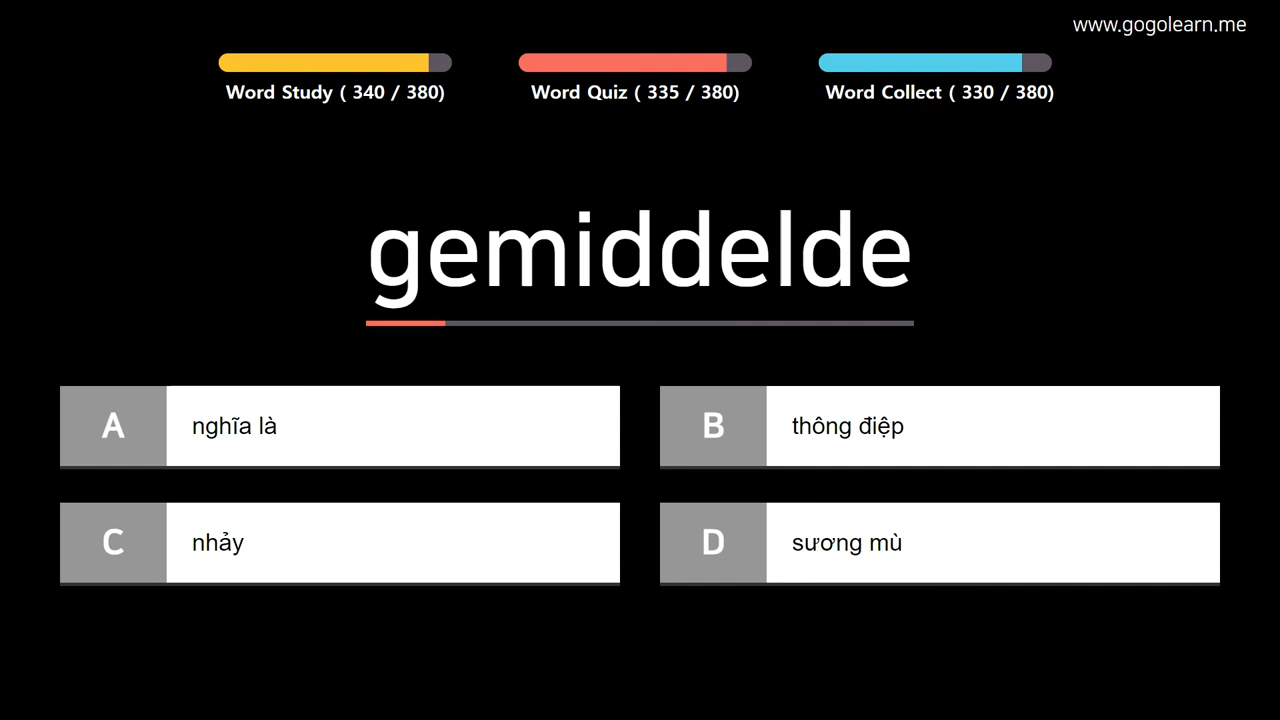 www.gogolearn.me
Word Study ( 340 / 380)
Word Quiz ( 335 / 380)
Word Collect ( 330 / 380)
gemiddelde
A nghĩa là
B thông điệp
C nhảy
D sương mù